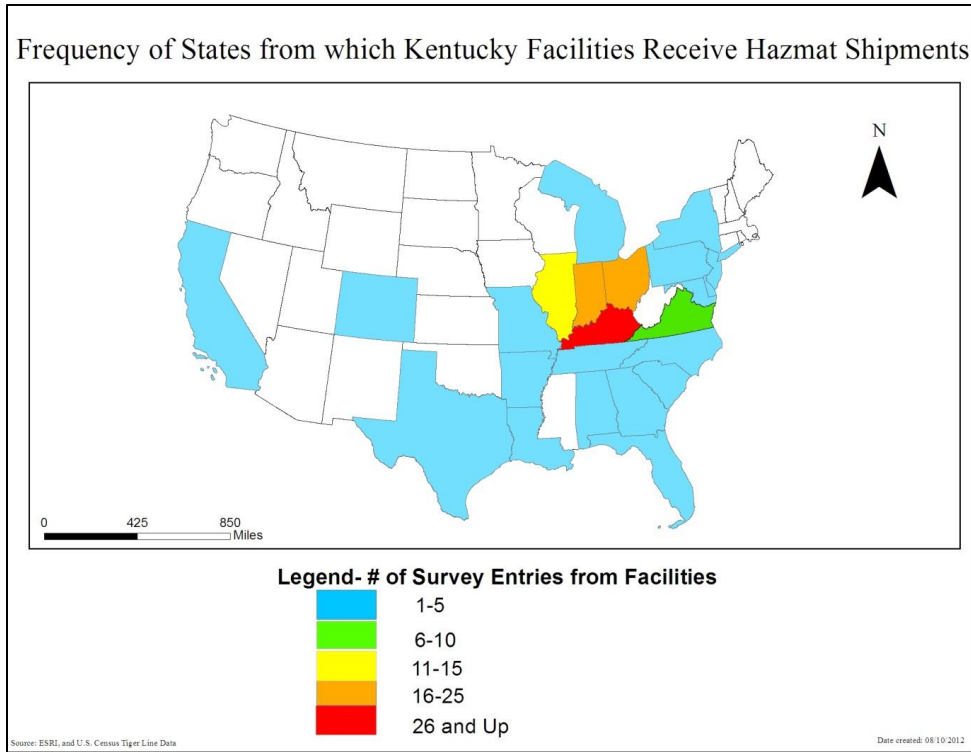 Frequency of States from which Kentucky Facilities Receive Hazmat Shipments
N
0 425 850
Miles
Legend- # of Survey Entries from Facilities
1-5
6-10
11-15
16-25
26 and Up
Source: ESRI, and U.S. Census Tiger Line Data
Date created: 08/10/2012